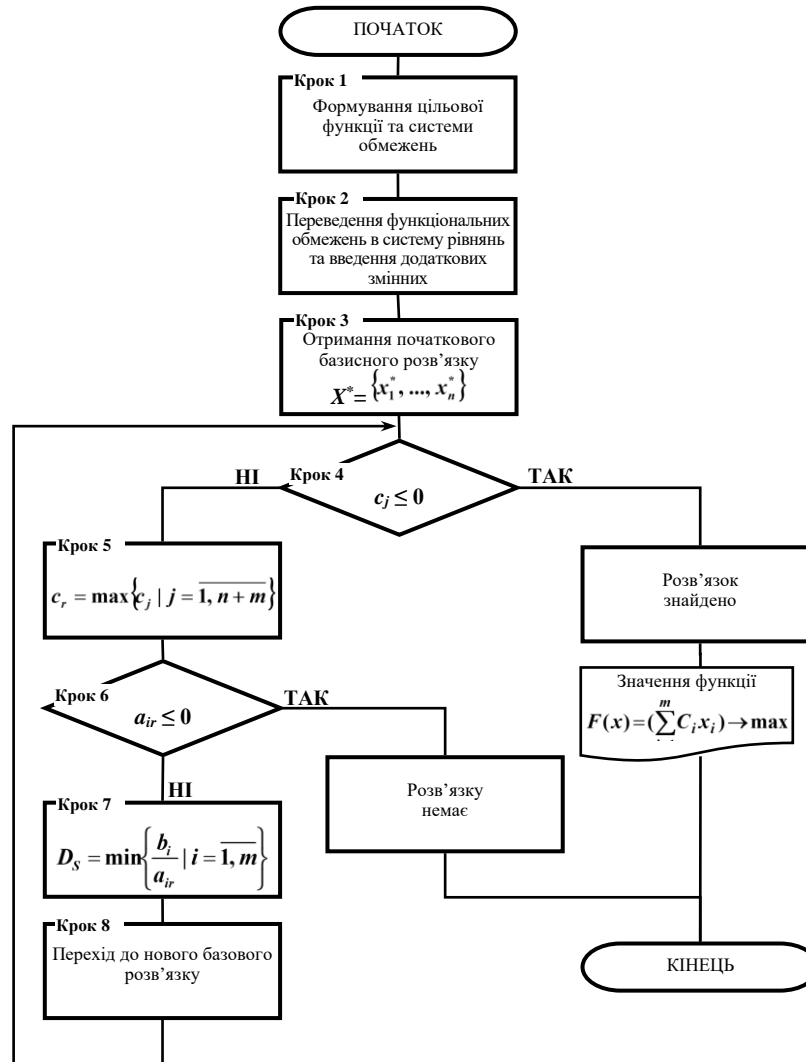 ПОЧАТОК
Крок 1
Формування цільової
функції та системи
обмежень
Крок 2
Переведення функціональних
обмежень в систему рівнянь
та введення додаткових
змінних
Крок 3
Отримання початкового
базисного розв'язку
X*= {x₁*, ..., xₙ*}
Крок 4
НІ
ТАК
cⱼ ≤ 0
Крок 5
cᵣ = max{cⱼ | j = 1, n + m}
Розв'язок
знайдено
Крок 6
ТАК
aᵢᵣ ≤ 0
НІ
Значення функції
F(x) = (∑ᵐ Cᵢ xᵢ) → max
Розв'язку
немає
Крок 7
D_S = min{bᵢ/aᵢᵣ | i = 1, m}
Крок 8
Перехід до нового базового
розв'язку
КІНЕЦЬ